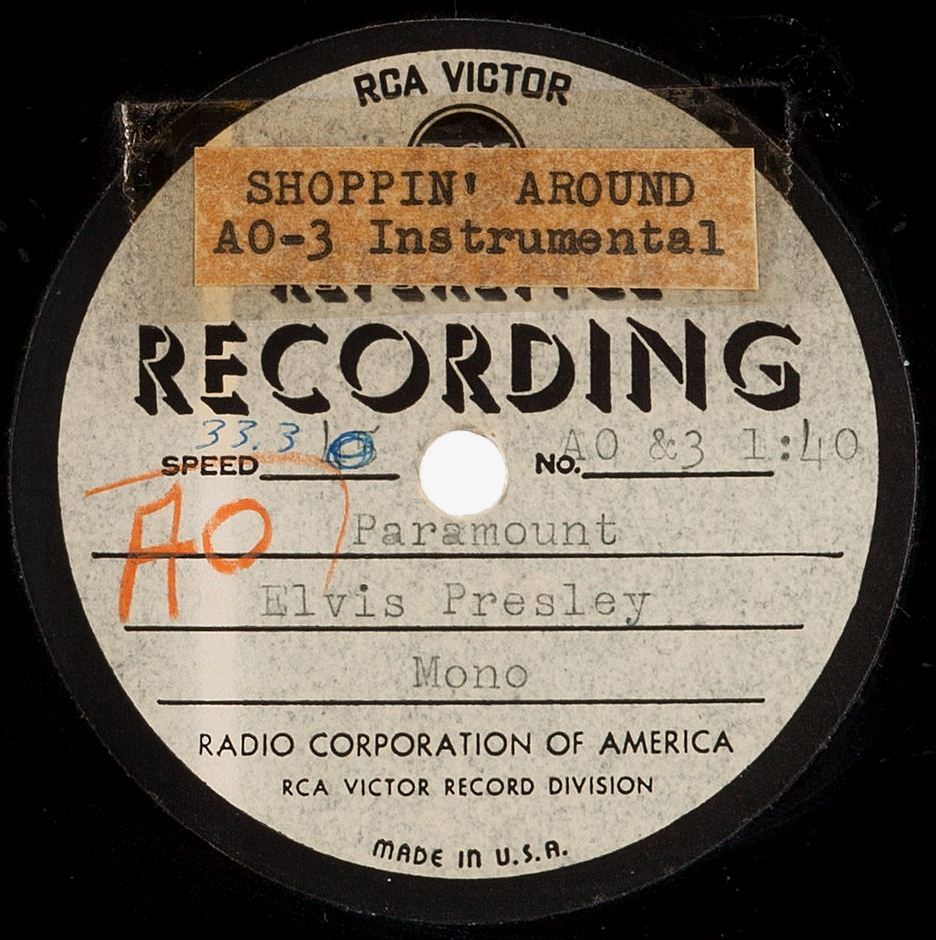 RCA VICTOR
SHOPPIN' AROUND
AO-3 Instrumental
REFERENCE
RECORDING
SPEED 33.3 NO. AO &3 1:40
AO
Paramount
Elvis Presley
Mono
RADIO CORPORATION OF AMERICA
RCA VICTOR RECORD DIVISION
MADE IN U.S.A.